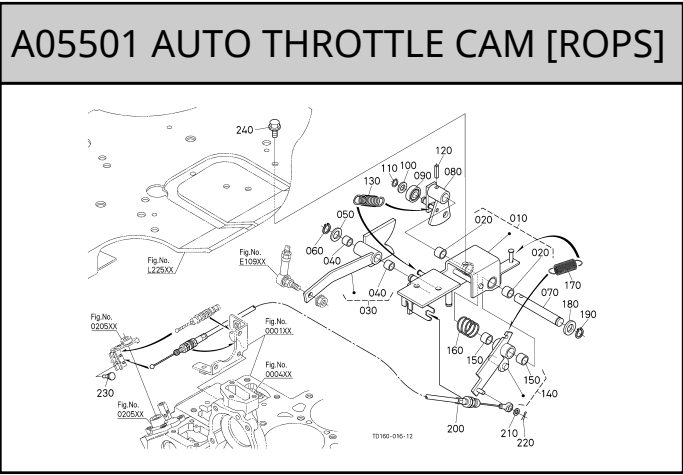 A05501 AUTO THROTTLE CAM [ROPS]
240
120
110 100 090 080
130
020 010
050
060
040
040
030
020
070
170
180
190
160
150
150
140
200
210
220
230
Fig.No.
L225XX
Fig.No.
E109XX
Fig.No.
0205XX
Fig.No.
0001XX
Fig.No.
0004XX
Fig.No.
0205XX
TD160-016-12